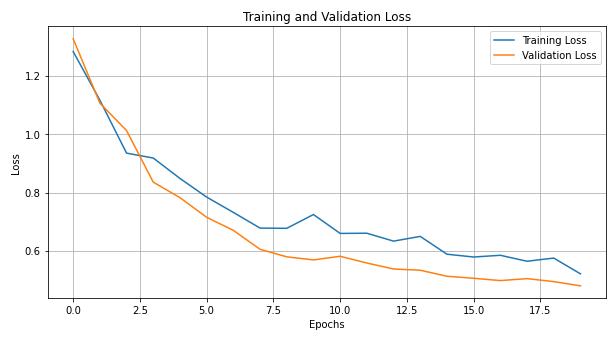 Training and Validation Loss
Training Loss
Validation Loss
1.2
1.0
0.8
0.6
Loss
0.0 2.5 5.0 7.5 10.0 12.5 15.0 17.5
Epochs